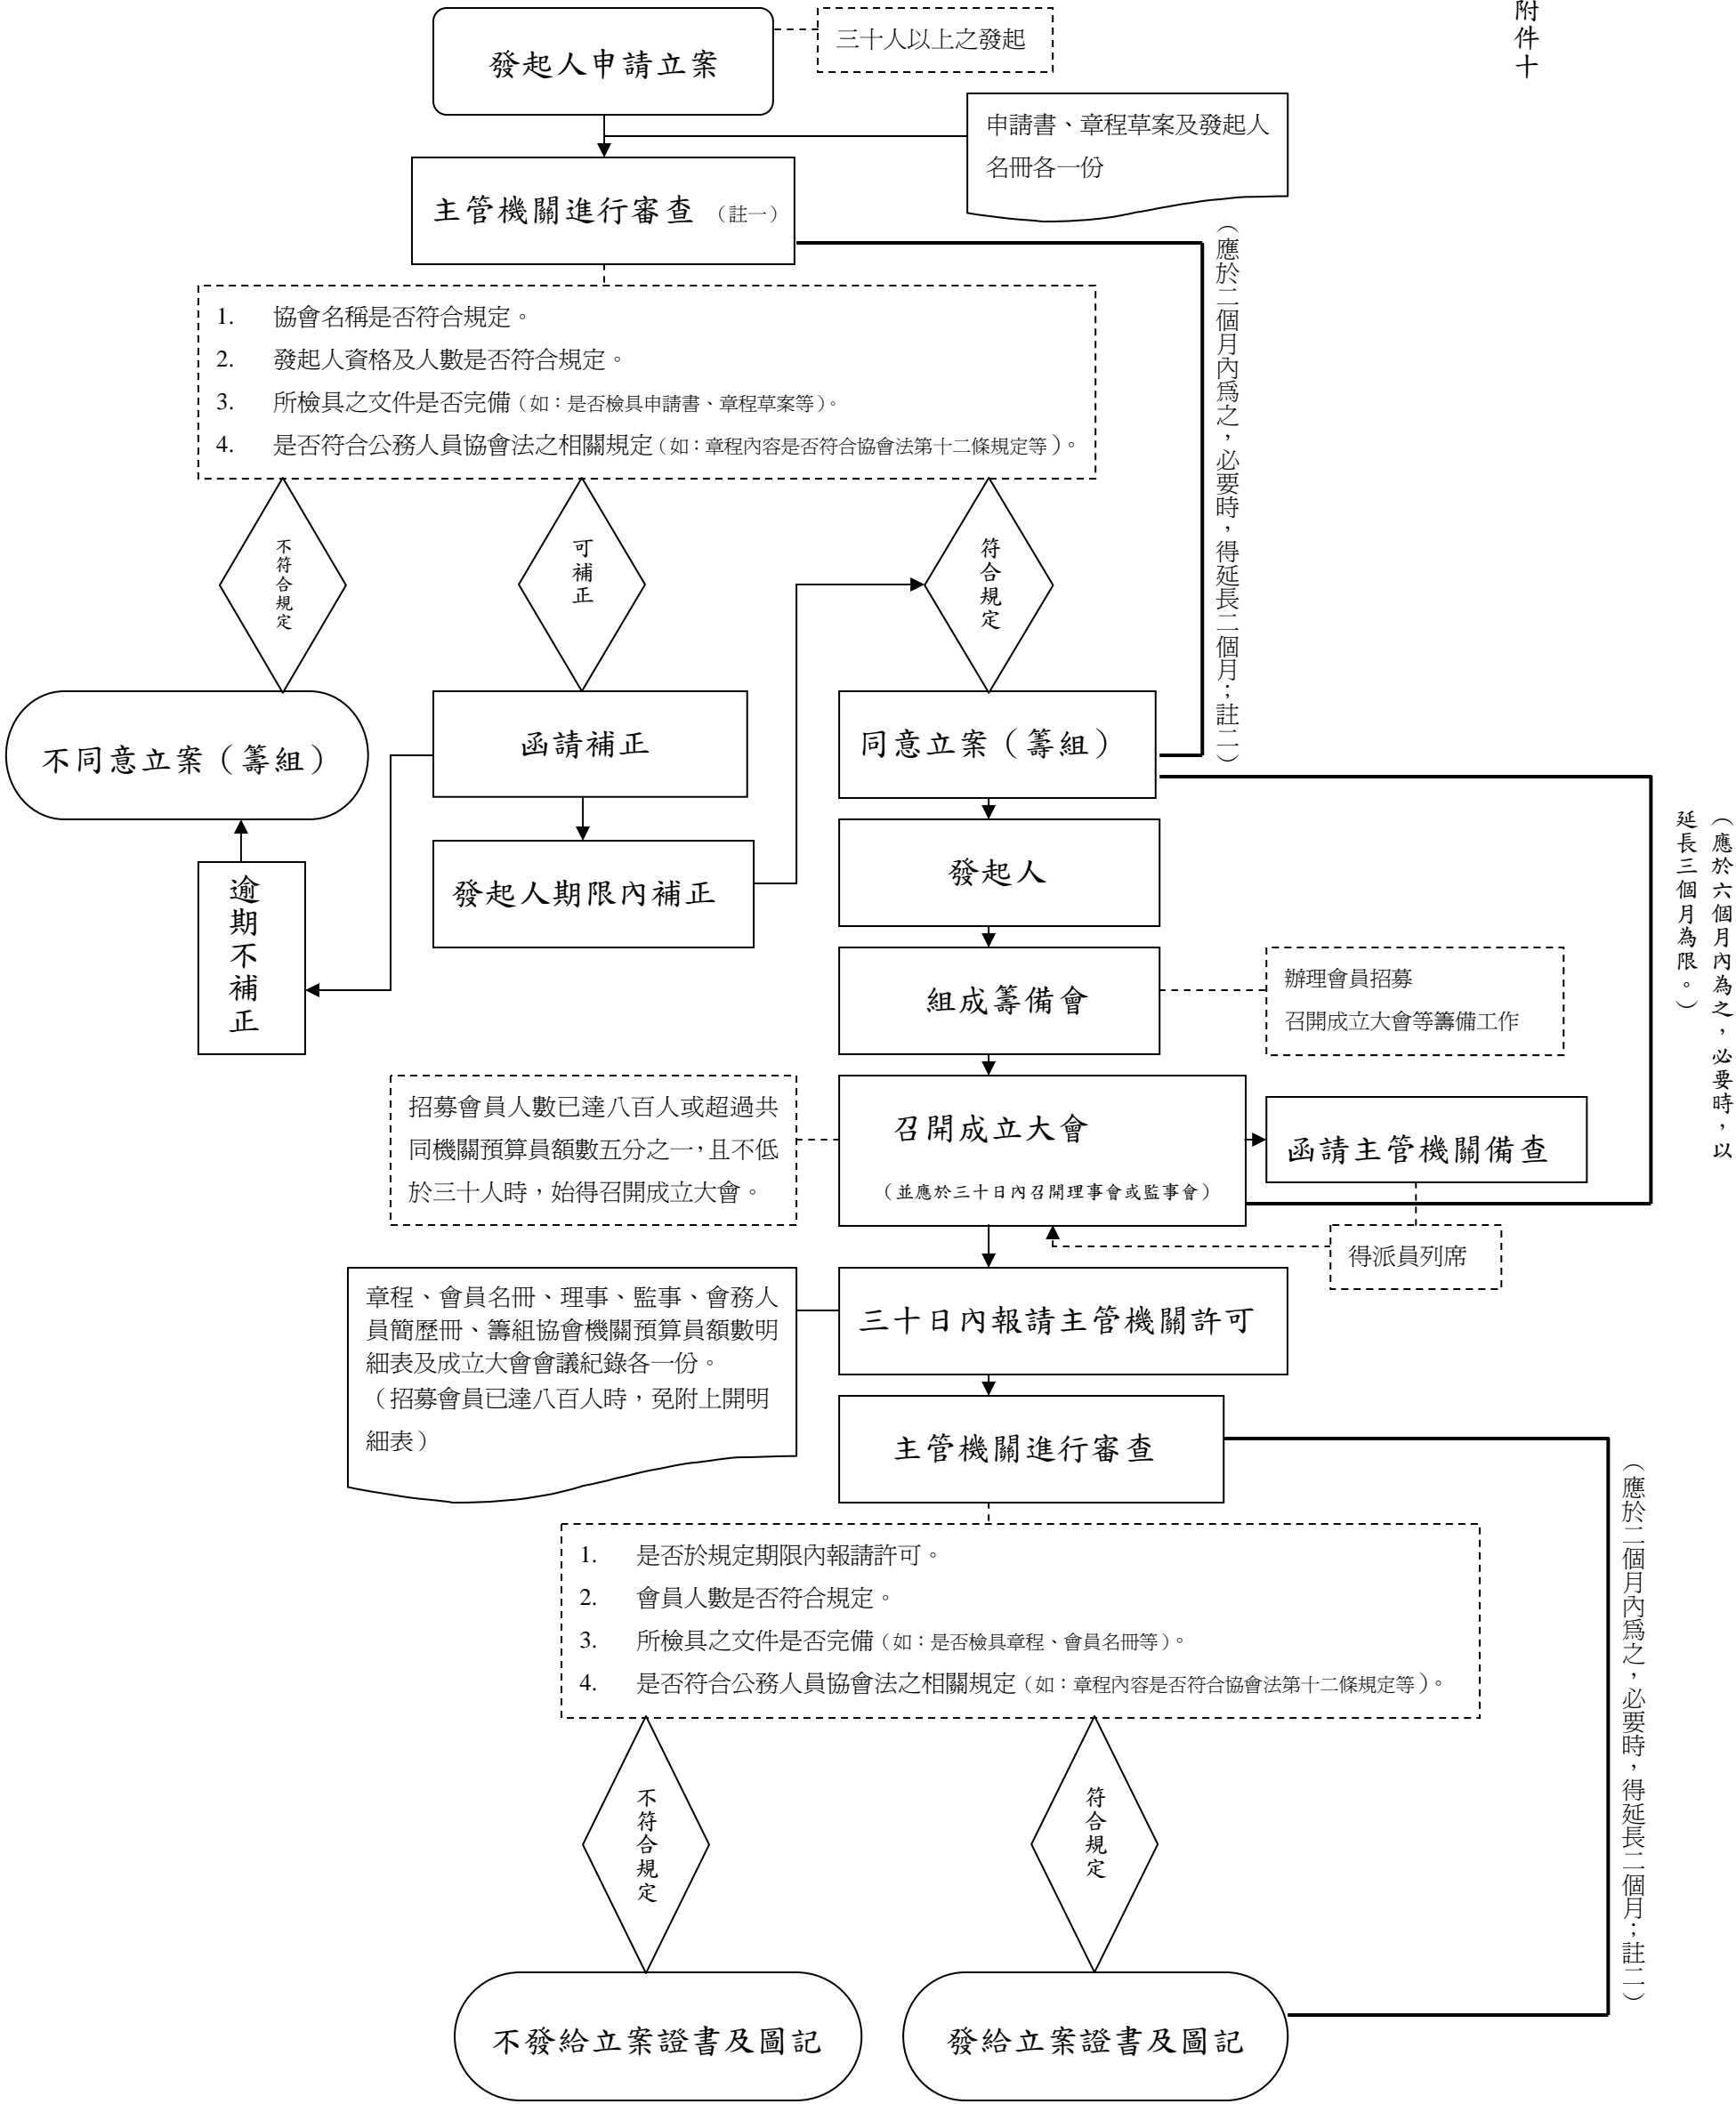 附件十
發起人申請立案
三十人以上之發起
申請書、章程草案及發起人
名冊各一份
主管機關進行審查（註一）
（應於二個月內為之，必要時，得延長二個月；註二）
1. 協會名稱是否符合規定。
2. 發起人資格及人數是否符合規定。
3. 所檢具之文件是否完備（如：是否檢具申請書、章程草案等）。
4. 是否符合公務人員協會法之相關規定（如：章程內容是否符合協會法第十二條規定等）。
不符合規定
可補正
符合規定
不同意立案（籌組）
函請補正
同意立案（籌組）
（應於六個月內為之，必要時，以
延長三個月為限。）
發起人期限內補正
發起人
逾期不補正
組成籌備會
辦理會員招募
召開成立大會等籌備工作
招募會員人數已達八百人或超過共
同機關預算員額數五分之一，且不低
於三十人時，始得召開成立大會。
召開成立大會
（並應於三十日內召開理事會或監事會）
函請主管機關備查
得派員列席
章程、會員名冊、理事、監事、會務人
員簡歷冊、籌組協會機關預算員額數明
細表及成立大會會議紀錄各一份。
（招募會員已達八百人時，免附上開明
細表）
三十日內報請主管機關許可
主管機關進行審查
（應於二個月內為之，必要時，得延長二個月；註二）
1. 是否於規定期限內報請許可。
2. 會員人數是否符合規定。
3. 所檢具之文件是否完備（如：是否檢具章程、會員名冊等）。
4. 是否符合公務人員協會法之相關規定（如：章程內容是否符合協會法第十二條規定等）。
不符合規定
符合規定
不發給立案證書及圖記
發給立案證書及圖記